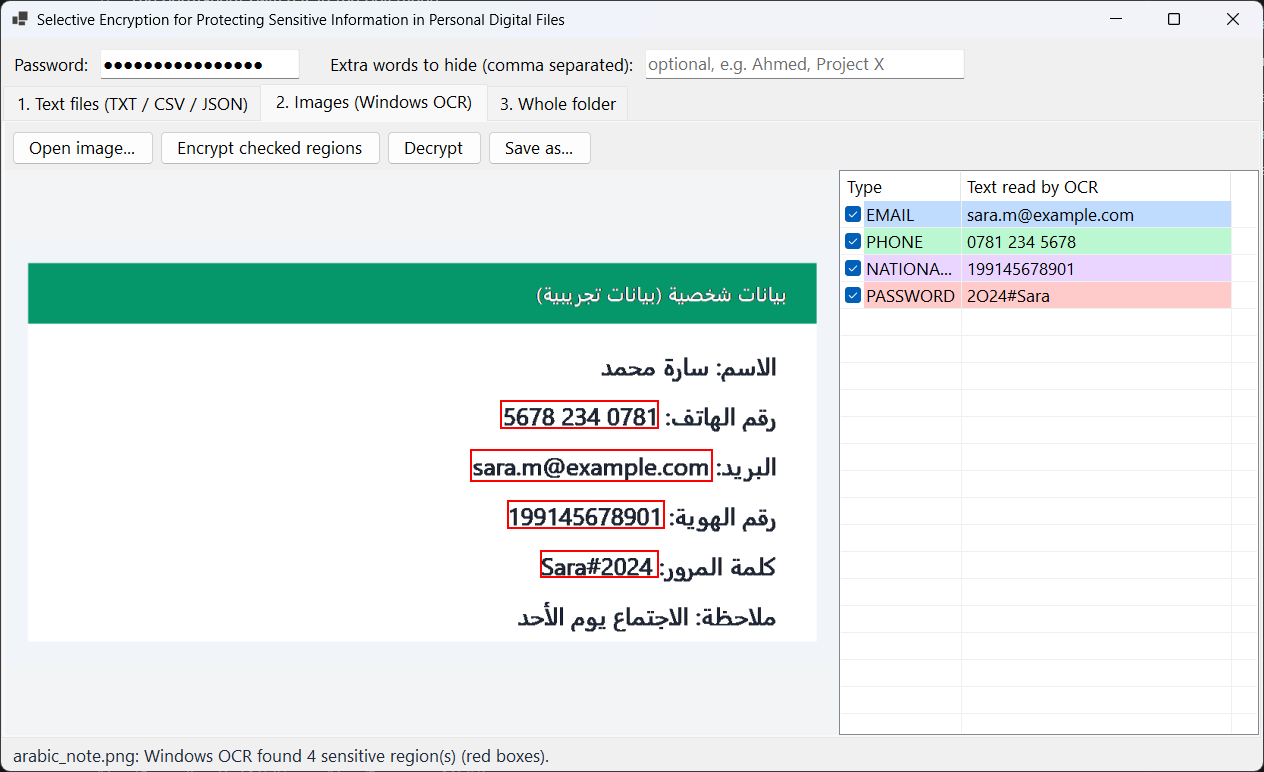 Selective Encryption for Protecting Sensitive Information in Personal Digital Files
Password: ●●●●●●●●●●●●●●●● Extra words to hide (comma separated): optional, e.g. Ahmed, Project X
1. Text files (TXT / CSV / JSON) 2. Images (Windows OCR) 3. Whole folder
Open image... Encrypt checked regions Decrypt Save as...
بيانات شخصية (بيانات تجريبية)
الاسم: سارة محمد
رقم الهاتف: 0781 234 5678
البريد: sara.m@example.com
رقم الهوية: 199145678901
كلمة المرور: Sara#2024
ملاحظة: الاجتماع يوم الأحد
Type Text read by OCR
EMAIL sara.m@example.com
PHONE 0781 234 5678
NATIONA... 199145678901
PASSWORD 2O24#Sara
arabic_note.png: Windows OCR found 4 sensitive region(s) (red boxes).